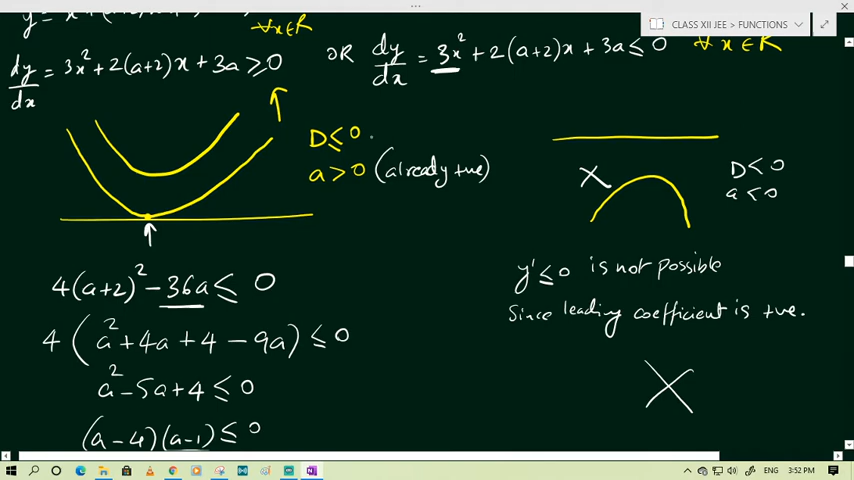 CLASS XII JEE > FUNCTIONS
∀x∈R
dy/dx = 3x² + 2(a+2)x + 3a ≥ 0
OR dy/dx = 3x² + 2(a+2)x + 3a ≤ 0 ∀x∈R
D ≤ 0
a > 0 (already +ve)
D < 0
a < 0
y' ≤ 0 is not possible
Since leading coefficient is +ve.
4(a+2)² - 36a ≤ 0
4(a² + 4a + 4 - 9a) ≤ 0
a² - 5a + 4 ≤ 0
(a-4)(a-1) ≤ 0
ENG 3:52 PM